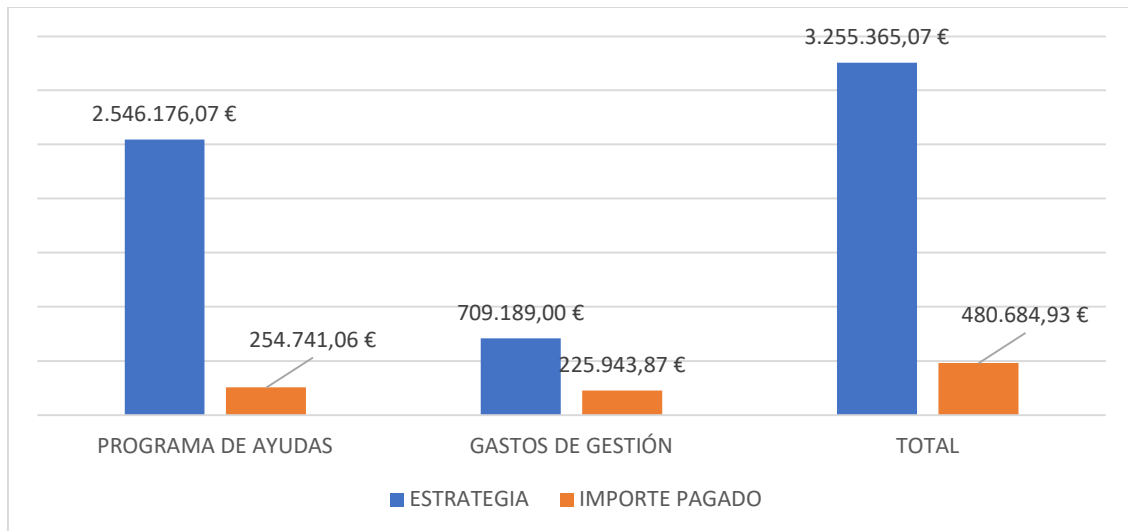 3.255.365,07 €
2.546.176,07 €
709.189,00 €
480.684,93 €
254.741,06 €
225.943,87 €
PROGRAMA DE AYUDAS
GASTOS DE GESTIÓN
TOTAL
ESTRATEGIA
IMPORTE PAGADO